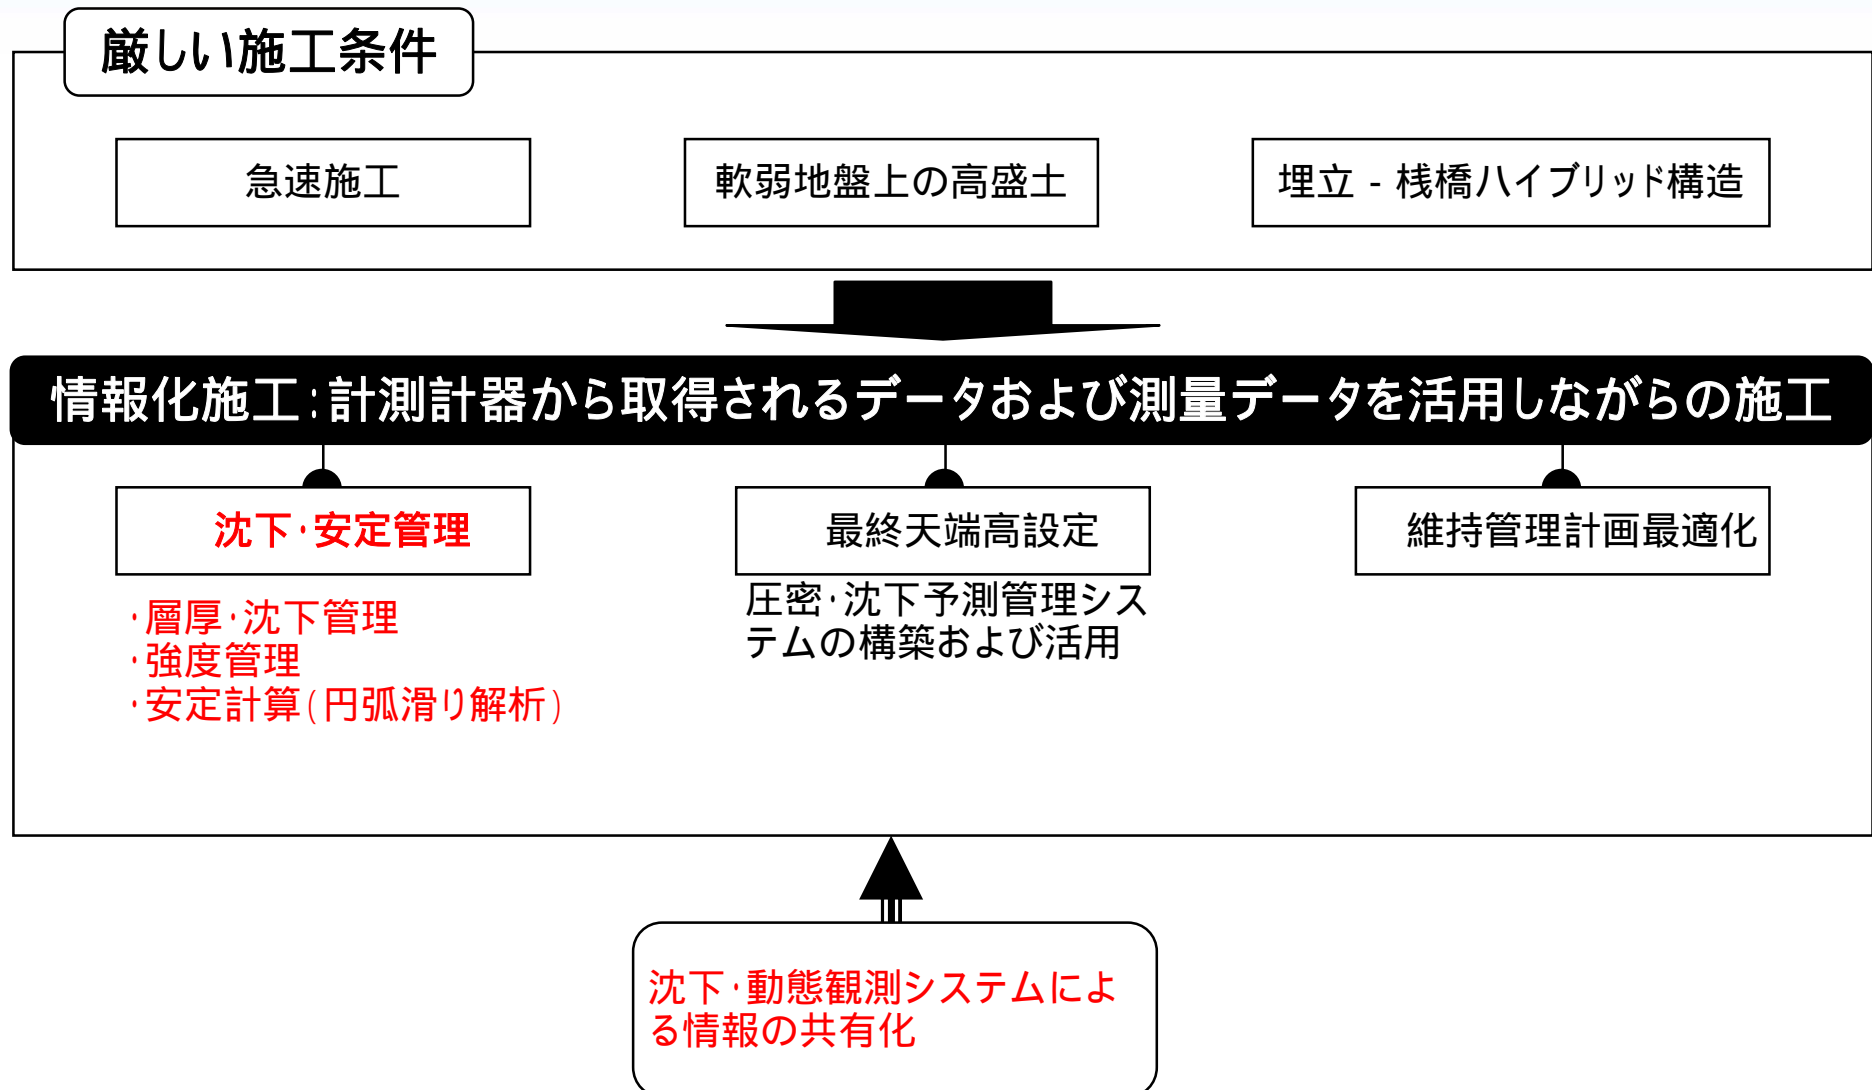 厳しい施工条件
急速施工
軟弱地盤上の高盛土
埋立 - 桟橋ハイブリッド構造
情報化施工:計測計器から取得されるデータおよび測量データを活用しながらの施工
沈下・安定管理
最終天端高設定
維持管理計画最適化
・層厚・沈下管理
・強度管理
・安定計算(円弧滑り解析)
圧密・沈下予測管理シス
テムの構築および活用
沈下・動態観測システムによ
る情報の共有化